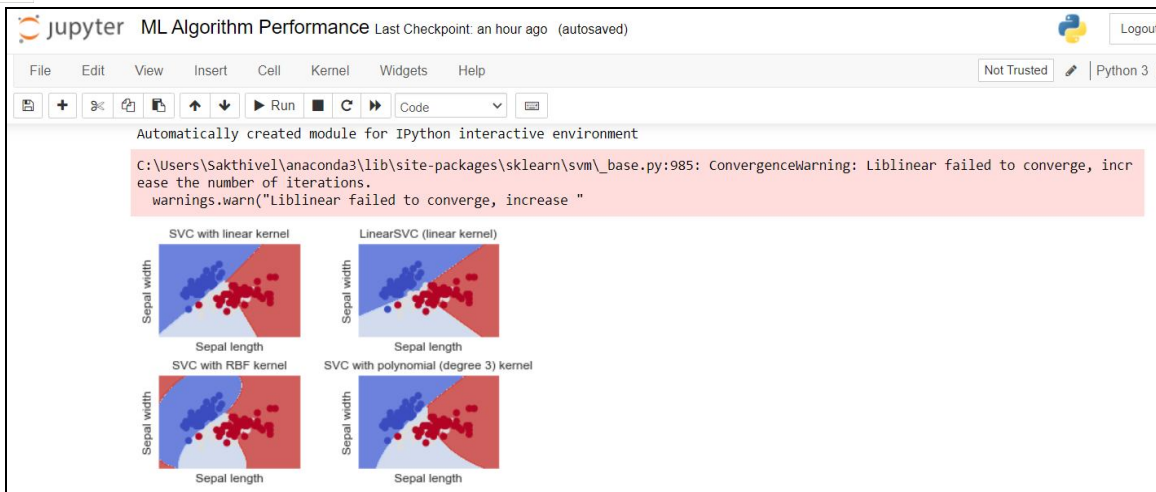 jupyter ML Algorithm Performance Last Checkpoint: an hour ago (autosaved)
Logout
File Edit View Insert Cell Kernel Widgets Help
Not Trusted Python 3
Run Code
Automatically created module for IPython interactive environment
C:\Users\Sakthivel\anaconda3\lib\site-packages\sklearn\svm\_base.py:985: ConvergenceWarning: Liblinear failed to converge, incr
ease the number of iterations.
warnings.warn("Liblinear failed to converge, increase "
SVC with linear kernel
LinearSVC (linear kernel)
Sepal width
Sepal width
Sepal length
Sepal length
SVC with RBF kernel
SVC with polynomial (degree 3) kernel
Sepal width
Sepal width
Sepal length
Sepal length